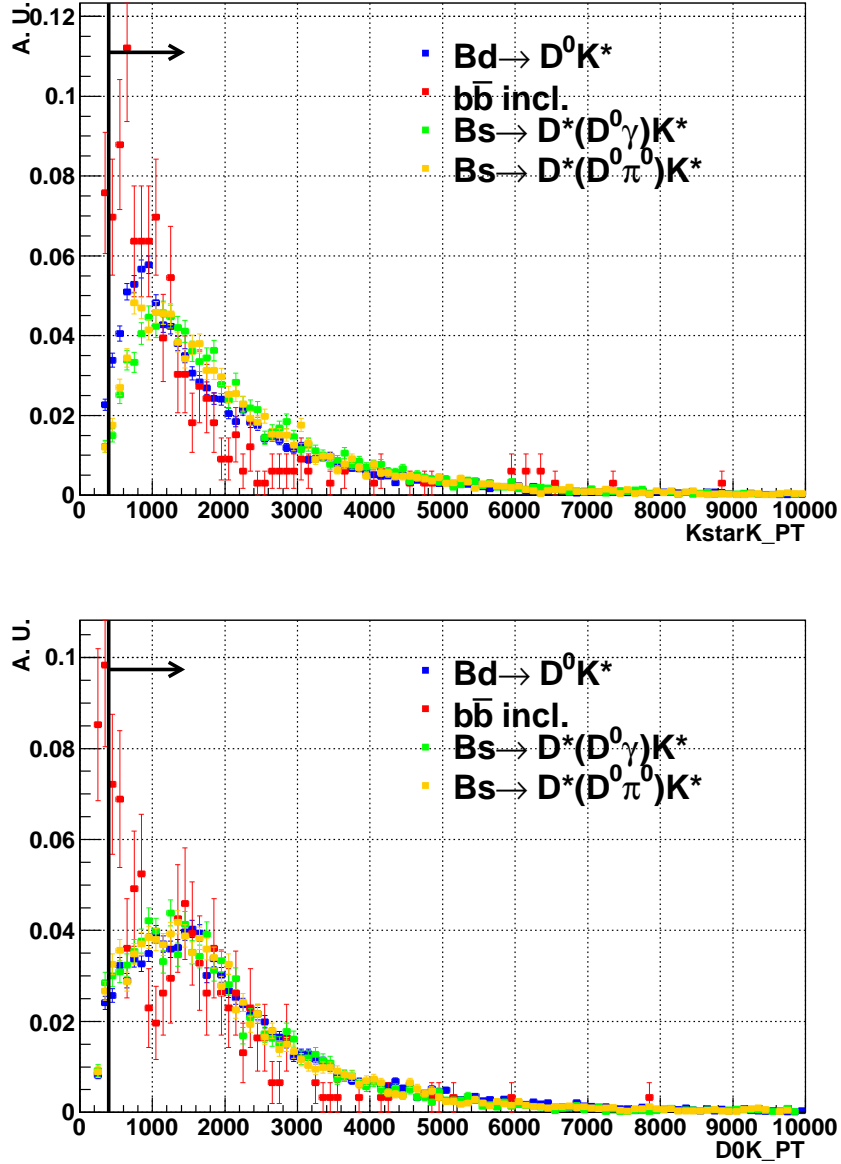 A. U.
0.12
0.1
0.08
0.06
0.04
0.02
0
Bd→ D⁰K*
bb̅ incl.
Bs→ D*(D⁰γ)K*
Bs→ D*(D⁰π⁰)K*
0 1000 2000 3000 4000 5000 6000 7000 8000 9000 10000
KstarK_PT
A. U.
0.1
0.08
0.06
0.04
0.02
0
Bd→ D⁰K*
bb̅ incl.
Bs→ D*(D⁰γ)K*
Bs→ D*(D⁰π⁰)K*
0 1000 2000 3000 4000 5000 6000 7000 8000 9000 10000
D0K_PT